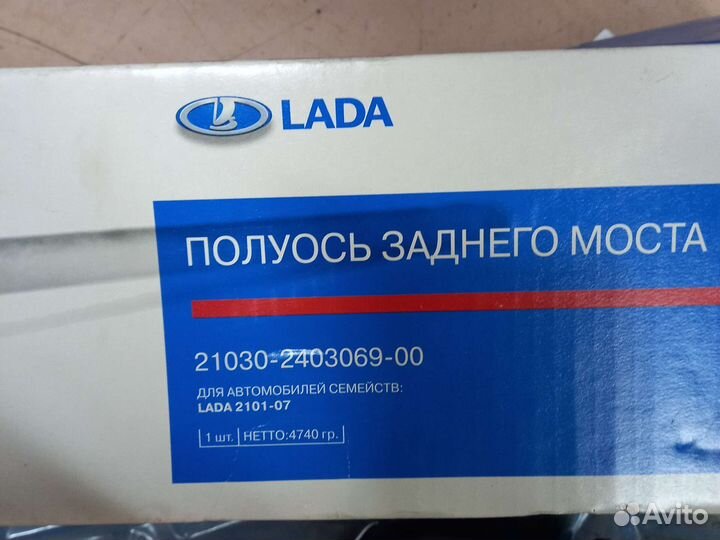 LADA
ПОЛУОСЬ ЗАДНЕГО МОСТА
21030-2403069-00
ДЛЯ АВТОМОБИЛЕЙ СЕМЕЙСТВ:
LADA 2101-07
1 шт. НЕТТО:4740 гр.
Avito